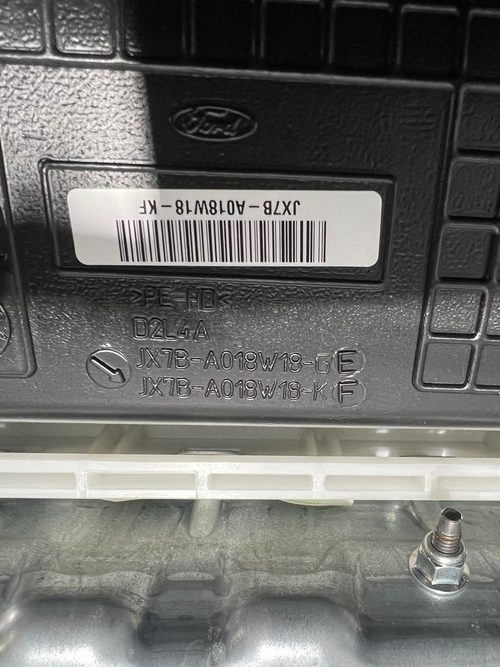 Ford
JX7B-A018W18-KF
>PE-HD<
D2L4A
JX7B-A018W18-G E
JX7B-A018W18-K F